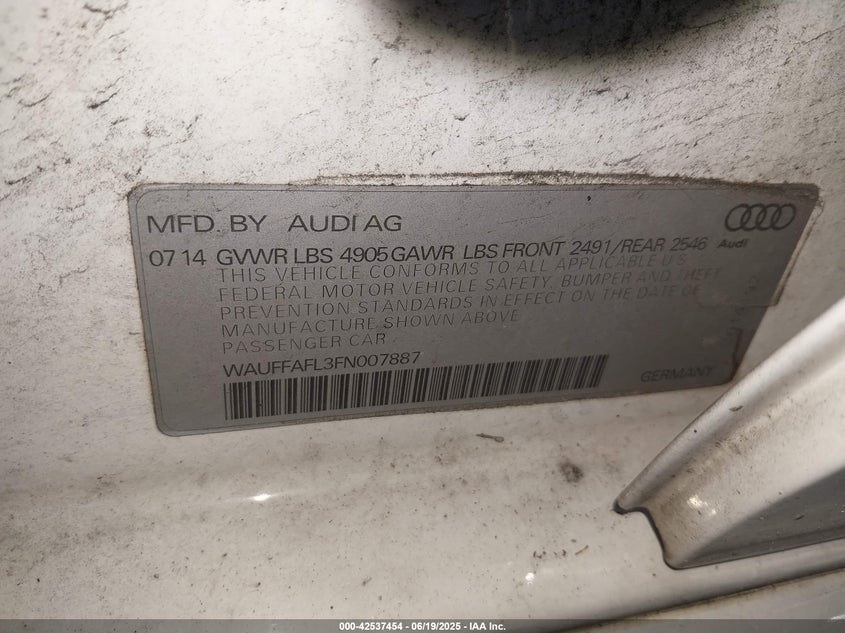 MFD. BY AUDI AG
Audi
07 14 GVWR LBS 4905 GAWR LBS FRONT 2491/REAR 2546
THIS VEHICLE CONFORMS TO ALL APPLICABLE U.S.
FEDERAL MOTOR VEHICLE SAFETY, BUMPER AND THEFT
PREVENTION STANDARDS IN EFFECT ON THE DATE OF
MANUFACTURE SHOWN ABOVE
PASSENGER CAR
WAUFFAFL3FN007887
GERMANY
000-42537454 - 06/19/2025 - IAA Inc.